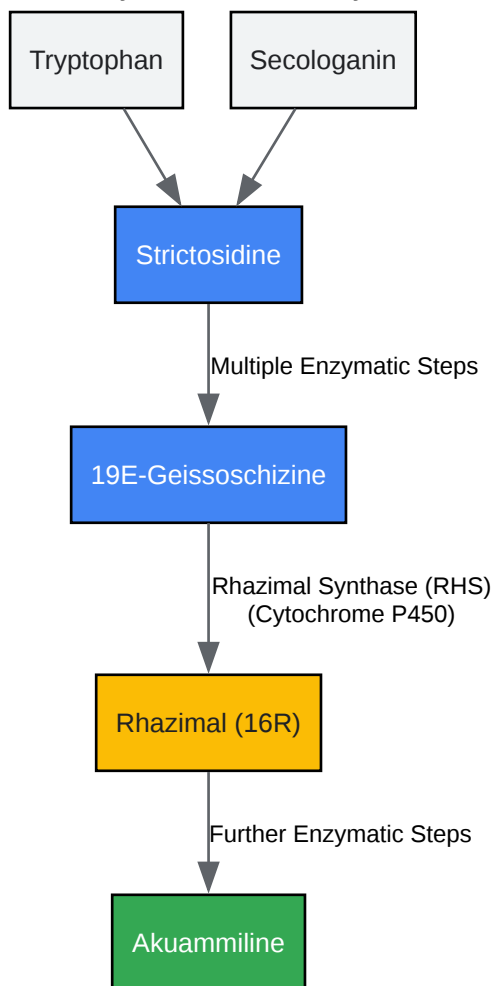 Tryptophan
Secologanin
Strictosidine
Multiple Enzymatic Steps
19E-Geissoschizine
Rhazimal Synthase (RHS)
(Cytochrome P450)
Rhazimal (16R)
Further Enzymatic Steps
Akuammiline